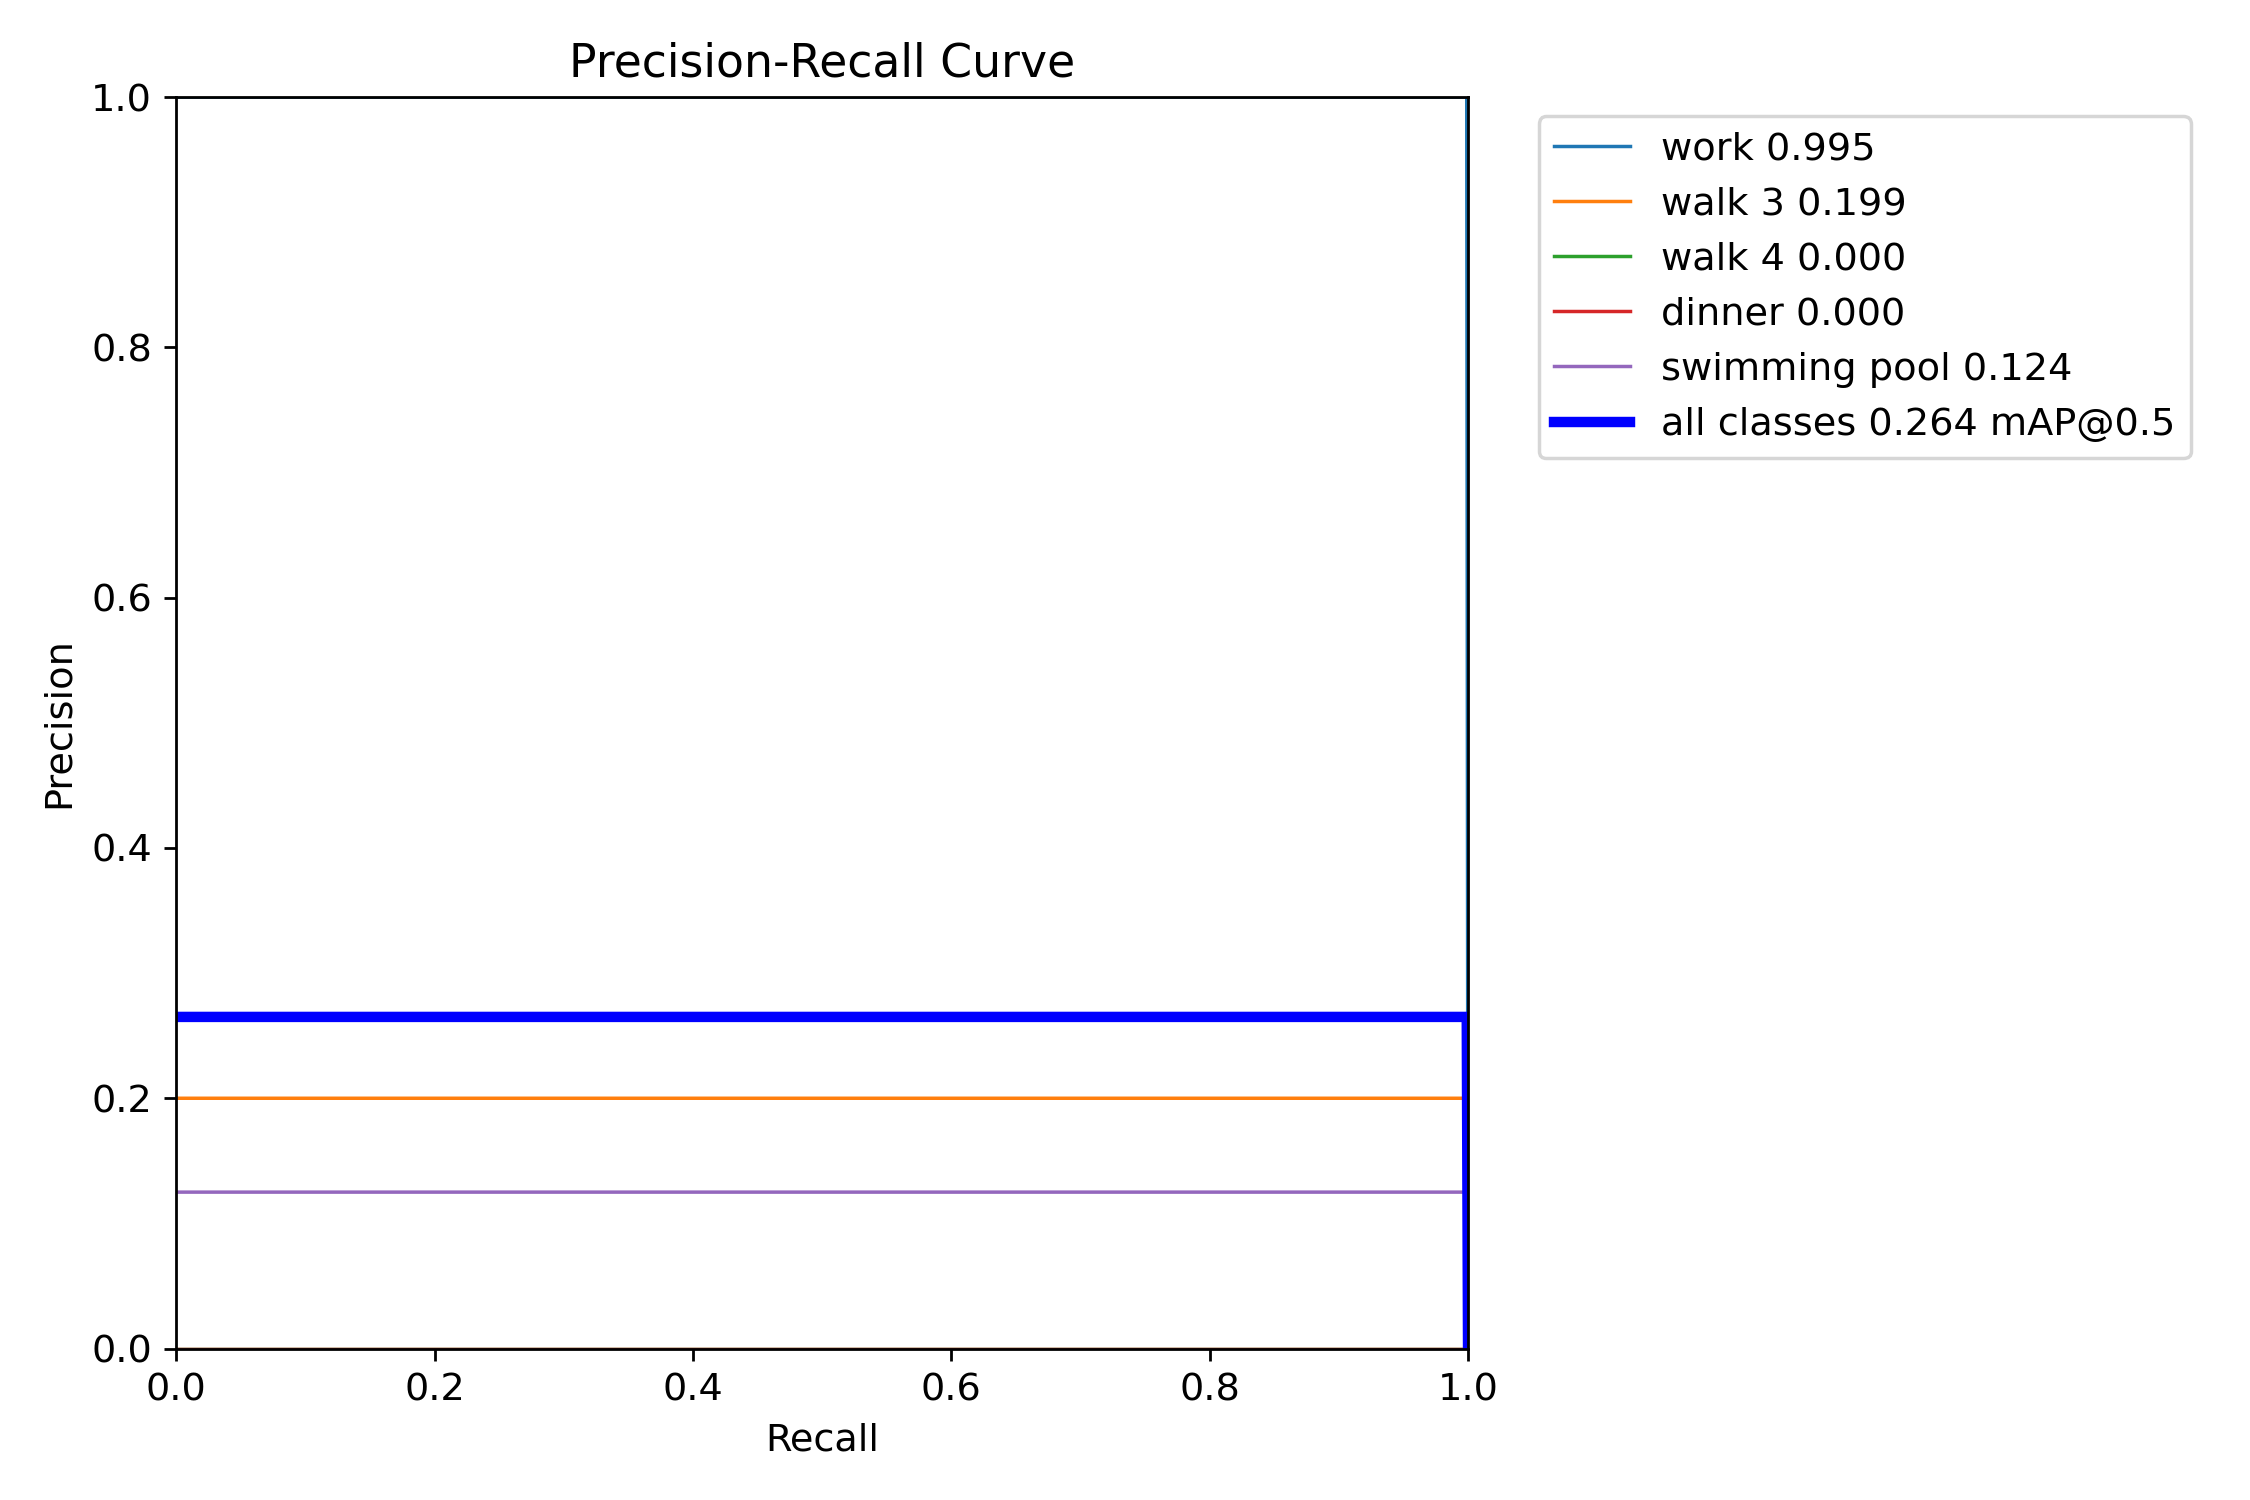 Precision-Recall Curve
1.0
0.8
0.6
0.4
0.2
0.0
Precision
0.0 0.2 0.4 0.6 0.8 1.0
Recall
work 0.995
walk 3 0.199
walk 4 0.000
dinner 0.000
swimming pool 0.124
all classes 0.264 mAP@0.5